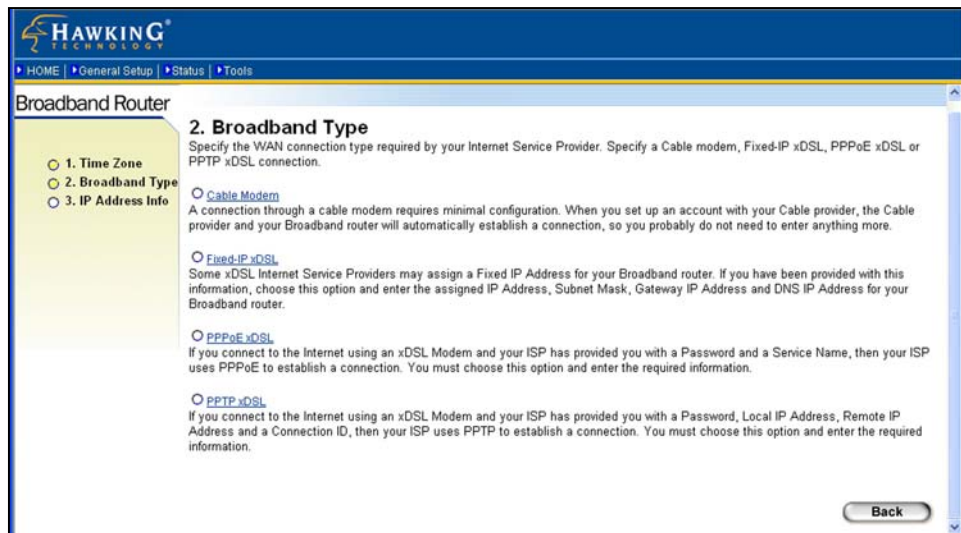 HAWKING®
TECHNOLOGY
HOME | General Setup | Status | Tools
Broadband Router
1. Time Zone
2. Broadband Type
3. IP Address Info
2. Broadband Type
Specify the WAN connection type required by your Internet Service Provider. Specify a Cable modem, Fixed-IP xDSL, PPPoE xDSL or
PPTP xDSL connection.
Cable Modem
A connection through a cable modem requires minimal configuration. When you set up an account with your Cable provider, the Cable
provider and your Broadband router will automatically establish a connection, so you probably do not need to enter anything more.
Fixed-IP xDSL
Some xDSL Internet Service Providers may assign a Fixed IP Address for your Broadband router. If you have been provided with this
information, choose this option and enter the assigned IP Address, Subnet Mask, Gateway IP Address and DNS IP Address for your
Broadband router.
PPPoE xDSL
If you connect to the Internet using an xDSL Modem and your ISP has provided you with a Password and a Service Name, then your ISP
uses PPPoE to establish a connection. You must choose this option and enter the required information.
PPTP xDSL
If you connect to the Internet using an xDSL Modem and your ISP has provided you with a Password, Local IP Address, Remote IP
Address and a Connection ID, then your ISP uses PPTP to establish a connection. You must choose this option and enter the required
information.
Back